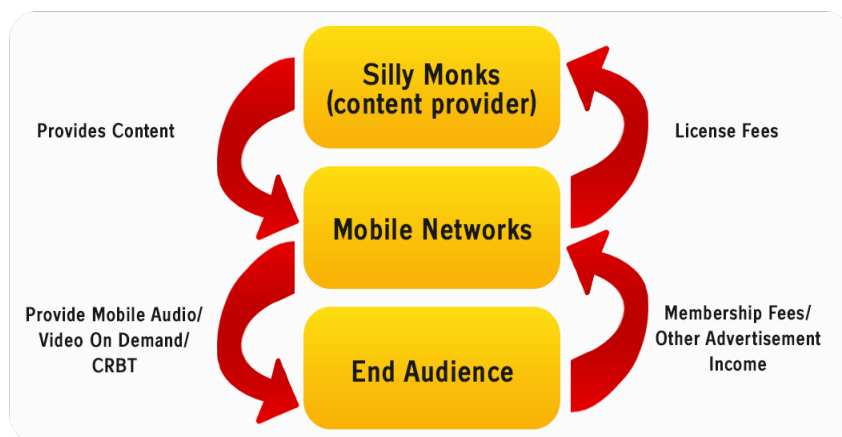 Silly Monks
(content provider)
Provides Content
License Fees
Mobile Networks
Provide Mobile Audio/
Video On Demand/
CRBT
Membership Fees/
Other Advertisement
Income
End Audience